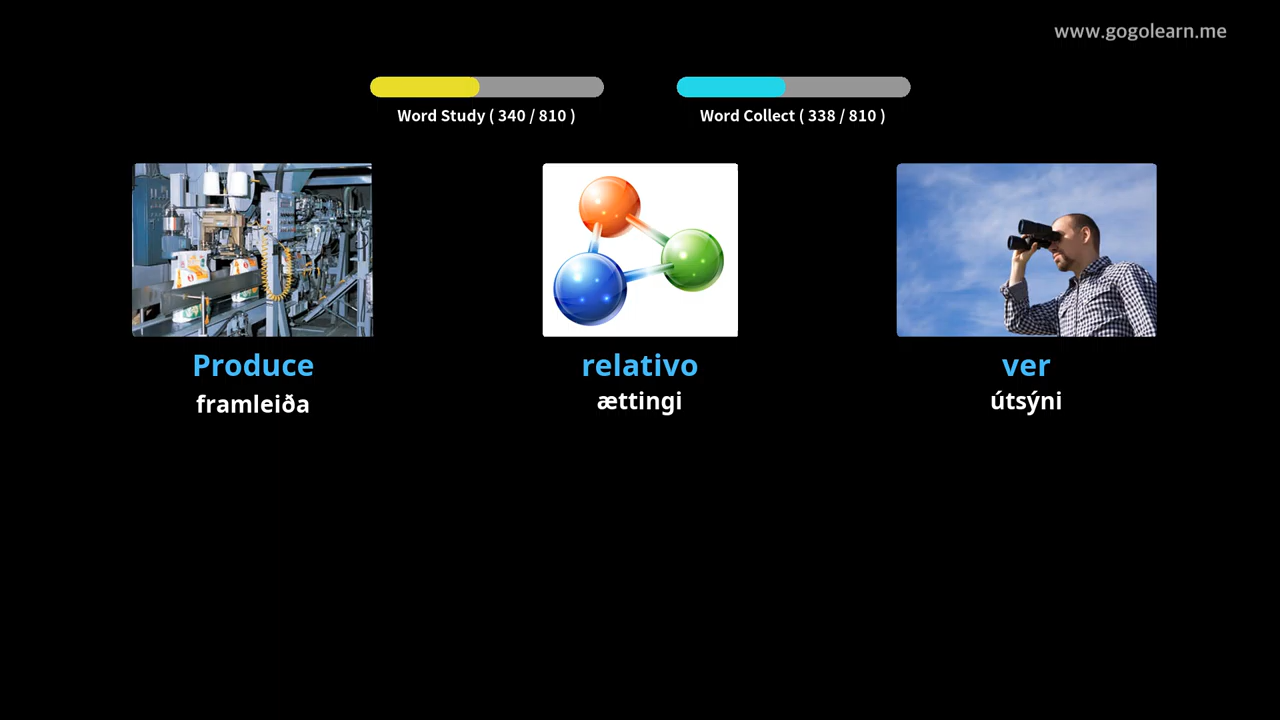 www.gogolearn.me
Word Study ( 340 / 810 )
Word Collect ( 338 / 810 )
Produce
framleiða
relativo
ættingi
ver
útsýni